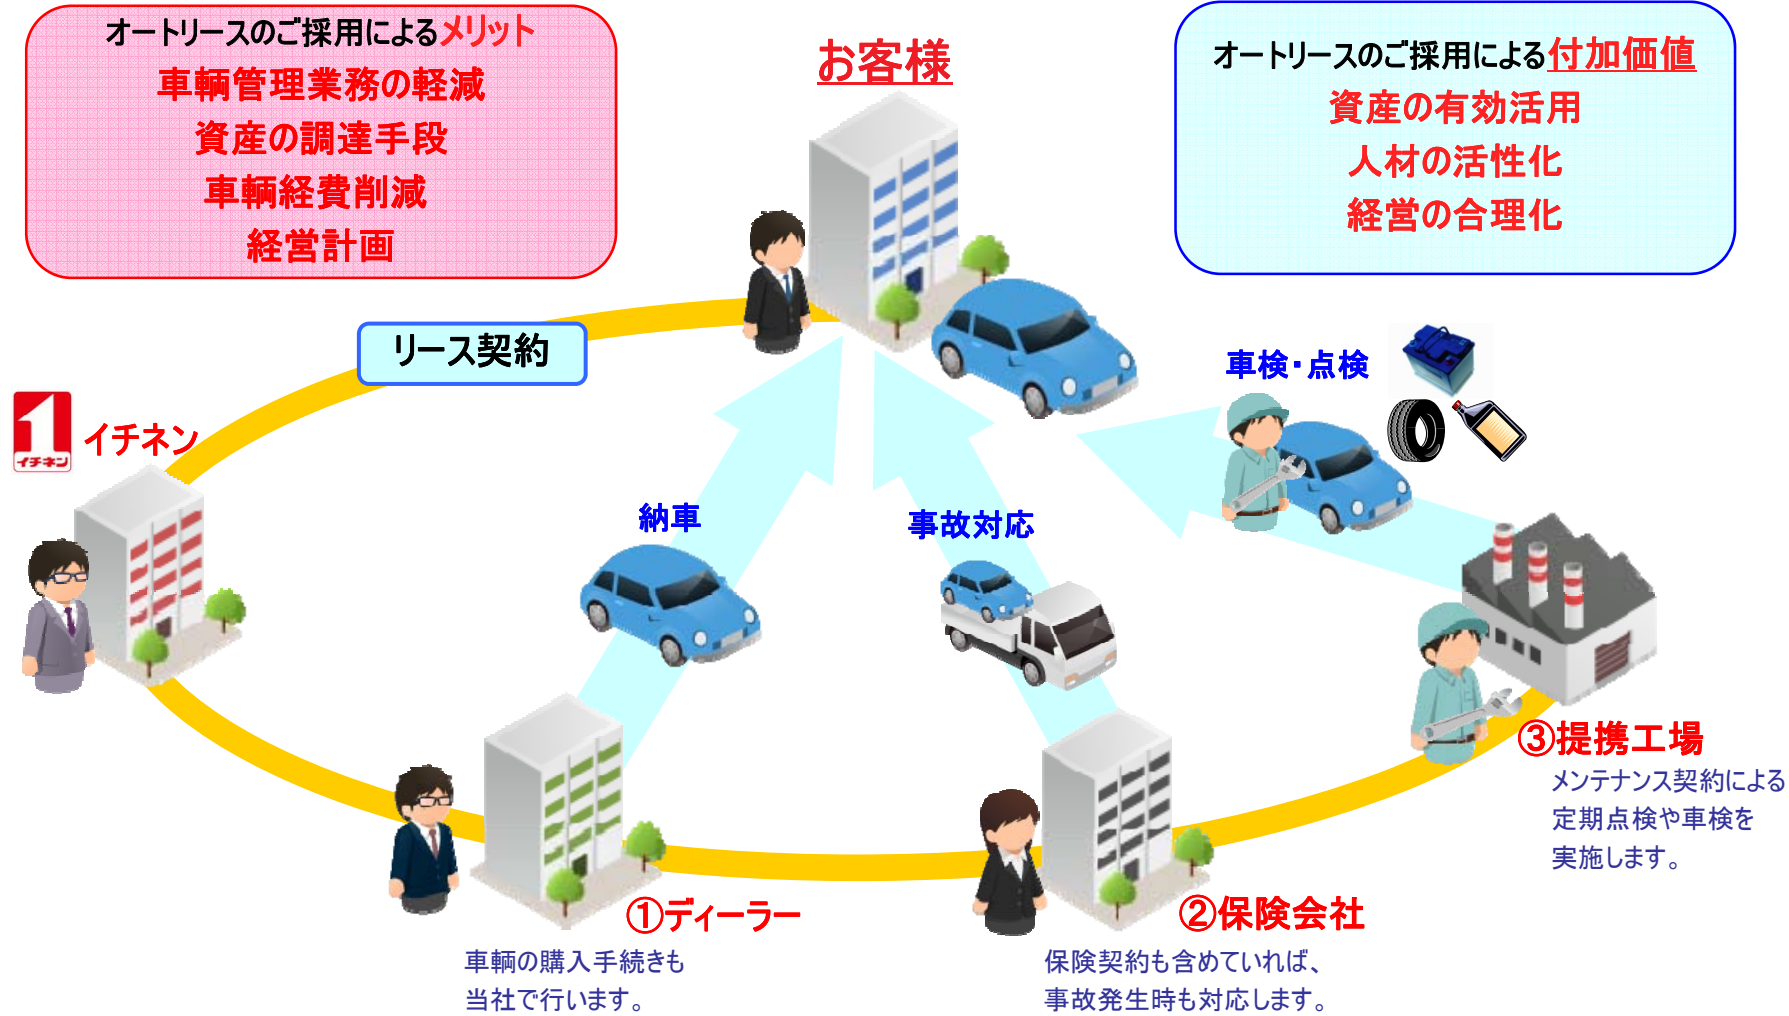 オートリースのご採用によるメリット
車輌管理業務の軽減
資産の調達手段
車輌経費削減
経営計画
お客様
オートリースのご採用による付加価値
資産の有効活用
人材の活性化
経営の合理化
リース契約
車検・点検
1
イチネン
イチネン
納車
事故対応
①ディーラー
車輌の購入手続きも
当社で行います。
②保険会社
保険契約も含めていれば、
事故発生時も対応します。
③提携工場
メンテナンス契約による
定期点検や車検を
実施します。